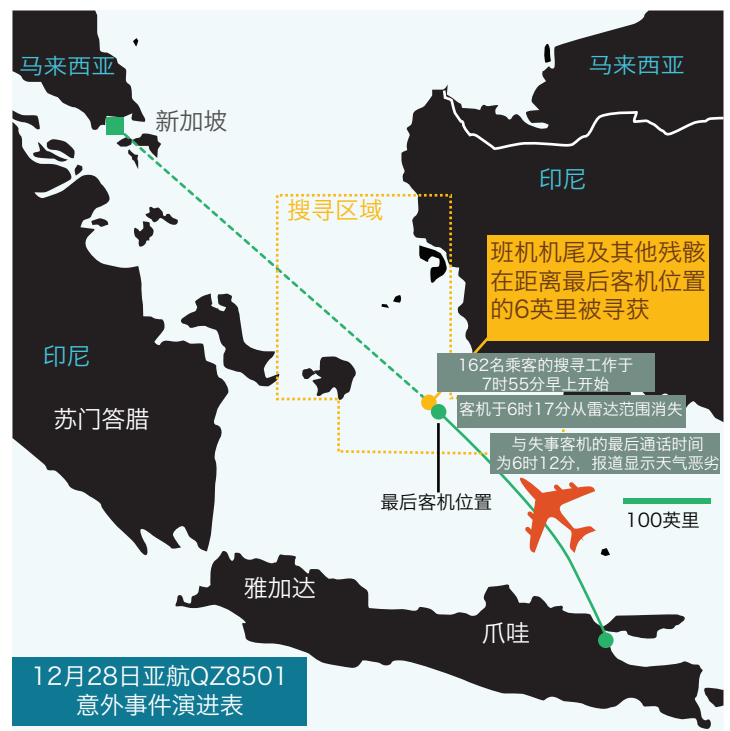 马来西亚
马来西亚
新加坡
印尼
搜寻区域
班机机尾及其他残骸
在距离最后客机位置
的6英里被寻获
印尼
162名乘客的搜寻工作于
7时55分早上开始
苏门答腊
客机于6时17分从雷达范围消失
与失事客机的最后通话时间
为6时12分，报道显示天气恶劣
最后客机位置
100英里
雅加达
爪哇
12月28日亚航QZ8501
意外事件演进表